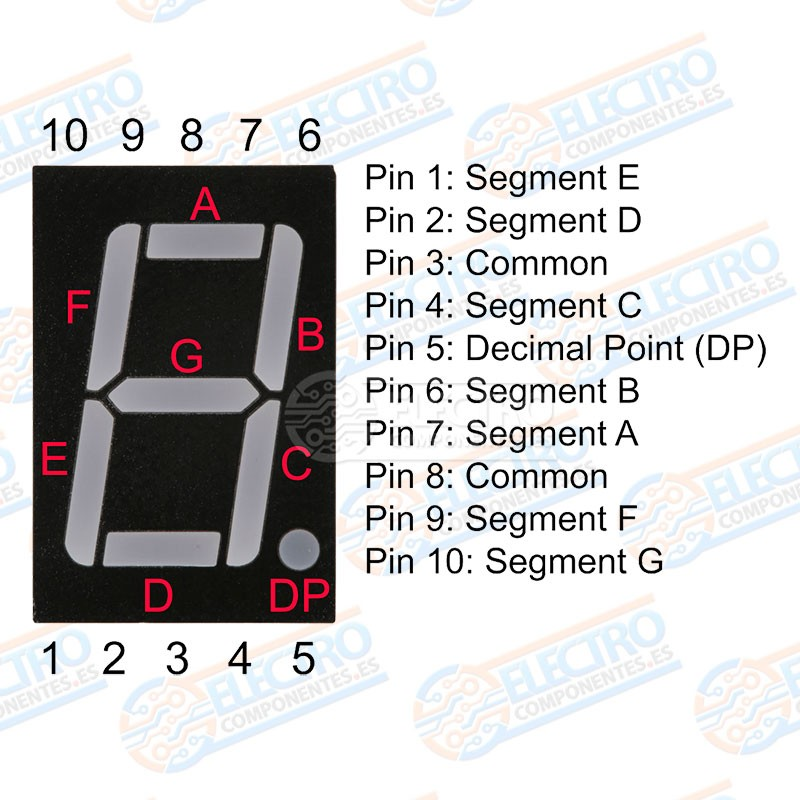 10 9 8 7 6
A
F
B
G
E
C
D
DP
1 2 3 4 5
Pin 1: Segment E
Pin 2: Segment D
Pin 3: Common
Pin 4: Segment C
Pin 5: Decimal Point (DP)
Pin 6: Segment B
Pin 7: Segment A
Pin 8: Common
Pin 9: Segment F
Pin 10: Segment G
ELECTRO
COMPONENTES.ES